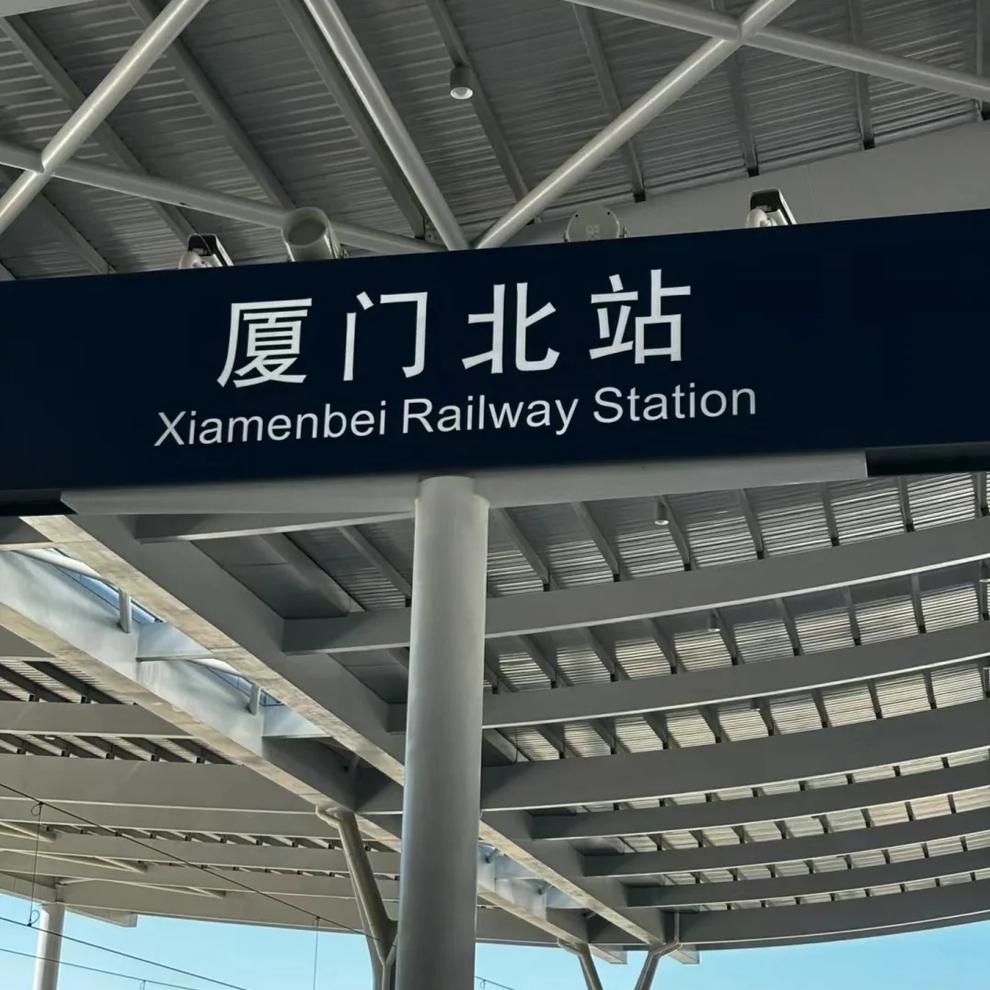 厦门北站
Xiamenbei Railway Station